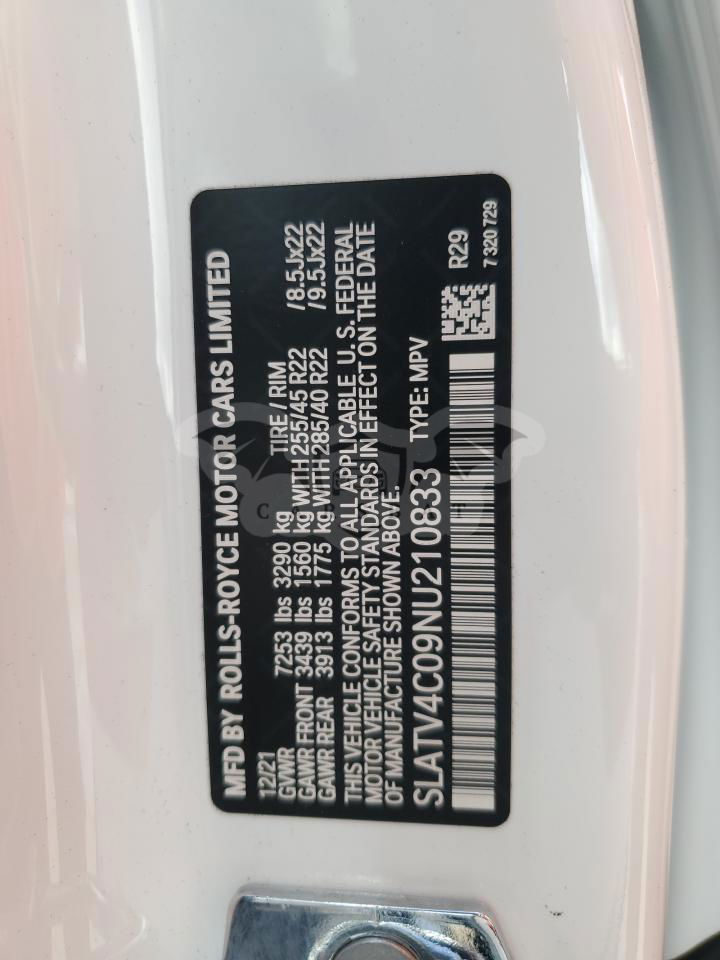 MFD BY ROLLS-ROYCE MOTOR CARS LIMITED
12/21
GVWR 7253 lbs 3290 kg TIRE / RIM
GAWR FRONT 3439 lbs 1560 kg WITH 255/45 R22 /8.5Jx22
GAWR REAR 3913 lbs 1775 kg WITH 285/40 R22 /9.5Jx22
THIS VEHICLE CONFORMS TO ALL APPLICABLE U. S. FEDERAL
MOTOR VEHICLE SAFETY STANDARDS IN EFFECT ON THE DATE
OF MANUFACTURE SHOWN ABOVE.
SLATV4C09NU210833 TYPE: MPV
R29
7 320 729